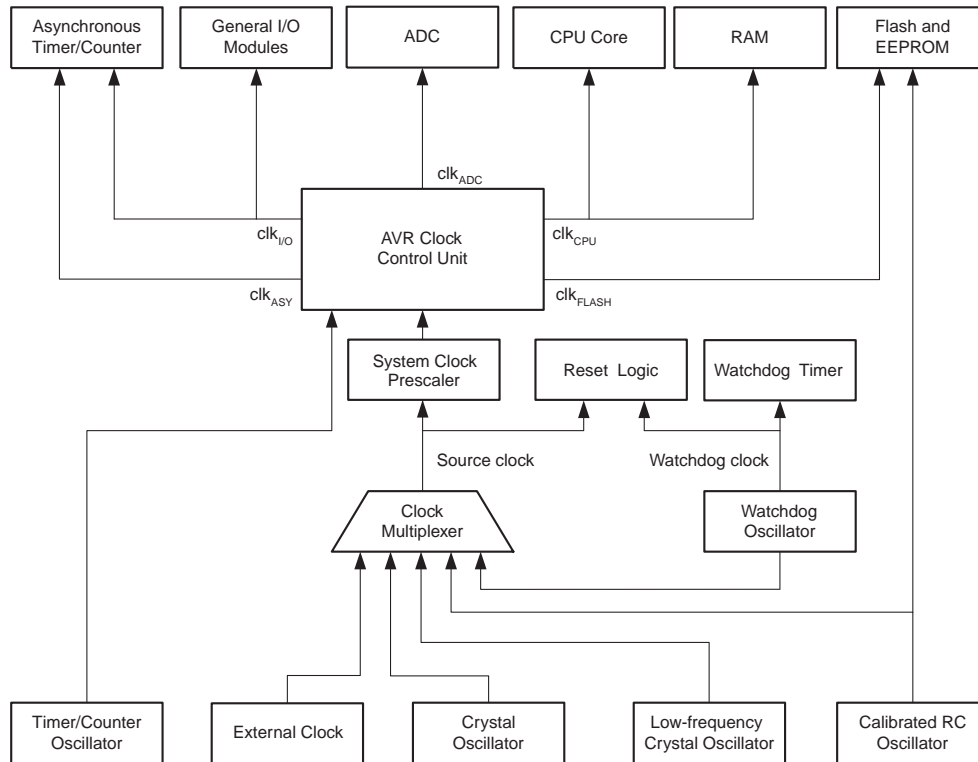 Asynchronous
Timer/Counter
General I/O
Modules
ADC
CPU Core
RAM
Flash and
EEPROM
clkADC
clkI/O
AVR Clock
Control Unit
clkCPU
clkASY
clkFLASH
System Clock
Prescaler
Reset Logic
Watchdog Timer
Source clock
Watchdog clock
Clock
Multiplexer
Watchdog
Oscillator
Timer/Counter
Oscillator
External Clock
Crystal
Oscillator
Low-frequency
Crystal Oscillator
Calibrated RC
Oscillator